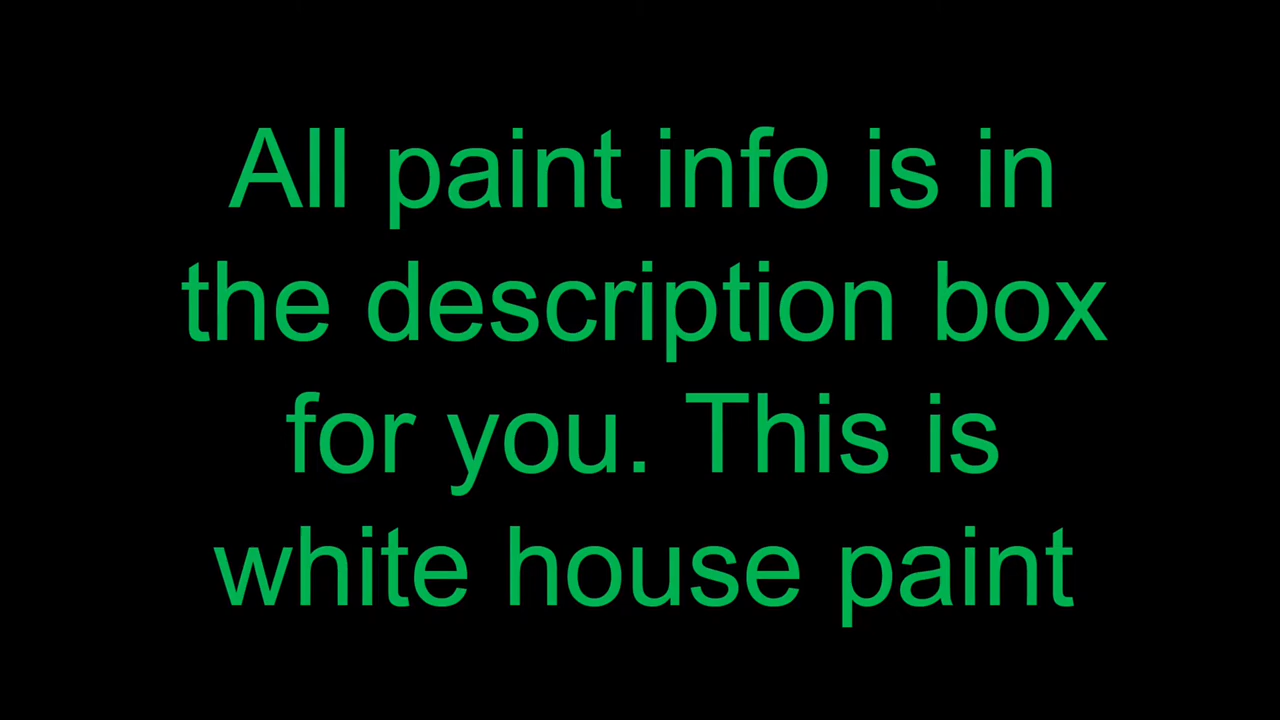 All paint info is in
the description box
for you. This is
white house paint